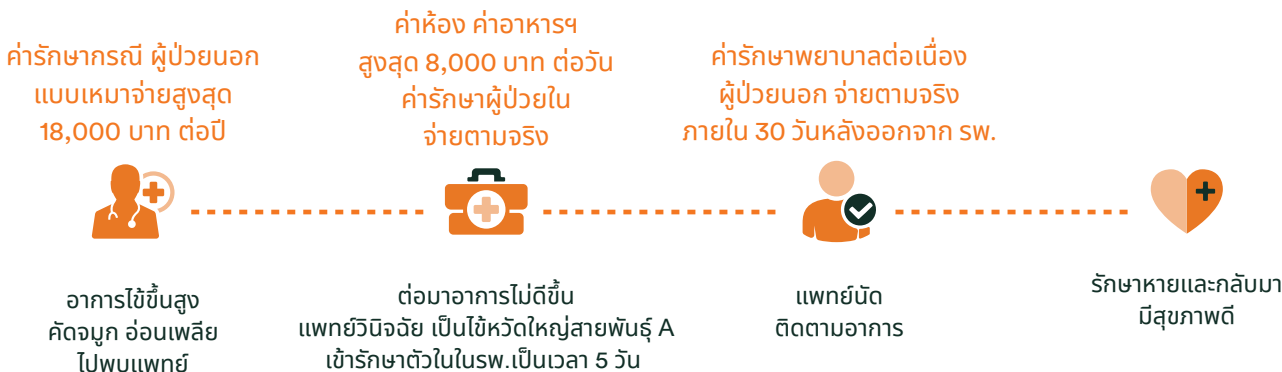 ค่ารักษากรณี ผู้ป่วยนอก
แบบเหมาจ่ายสูงสุด
18,000 บาท ต่อปี
ค่าห้อง ค่าอาหารฯ
สูงสุด 8,000 บาท ต่อวัน
ค่ารักษาผู้ป่วยใน
จ่ายตามจริง
ค่ารักษาพยาบาลต่อเนื่อง
ผู้ป่วยนอก จ่ายตามจริง
ภายใน 30 วันหลังออกจาก รพ.
อาการไข้ขึ้นสูง
คัดจมูก อ่อนเพลีย
ไปพบแพทย์
ต่อมาอาการไม่ดีขึ้น
แพทย์วินิจฉัย เป็นไข้หวัดใหญ่สายพันธุ์ A
เข้ารักษาตัวในในรพ.เป็นเวลา 5 วัน
แพทย์นัด
ติดตามอาการ
รักษาหายและกลับมา
มีสุขภาพดี